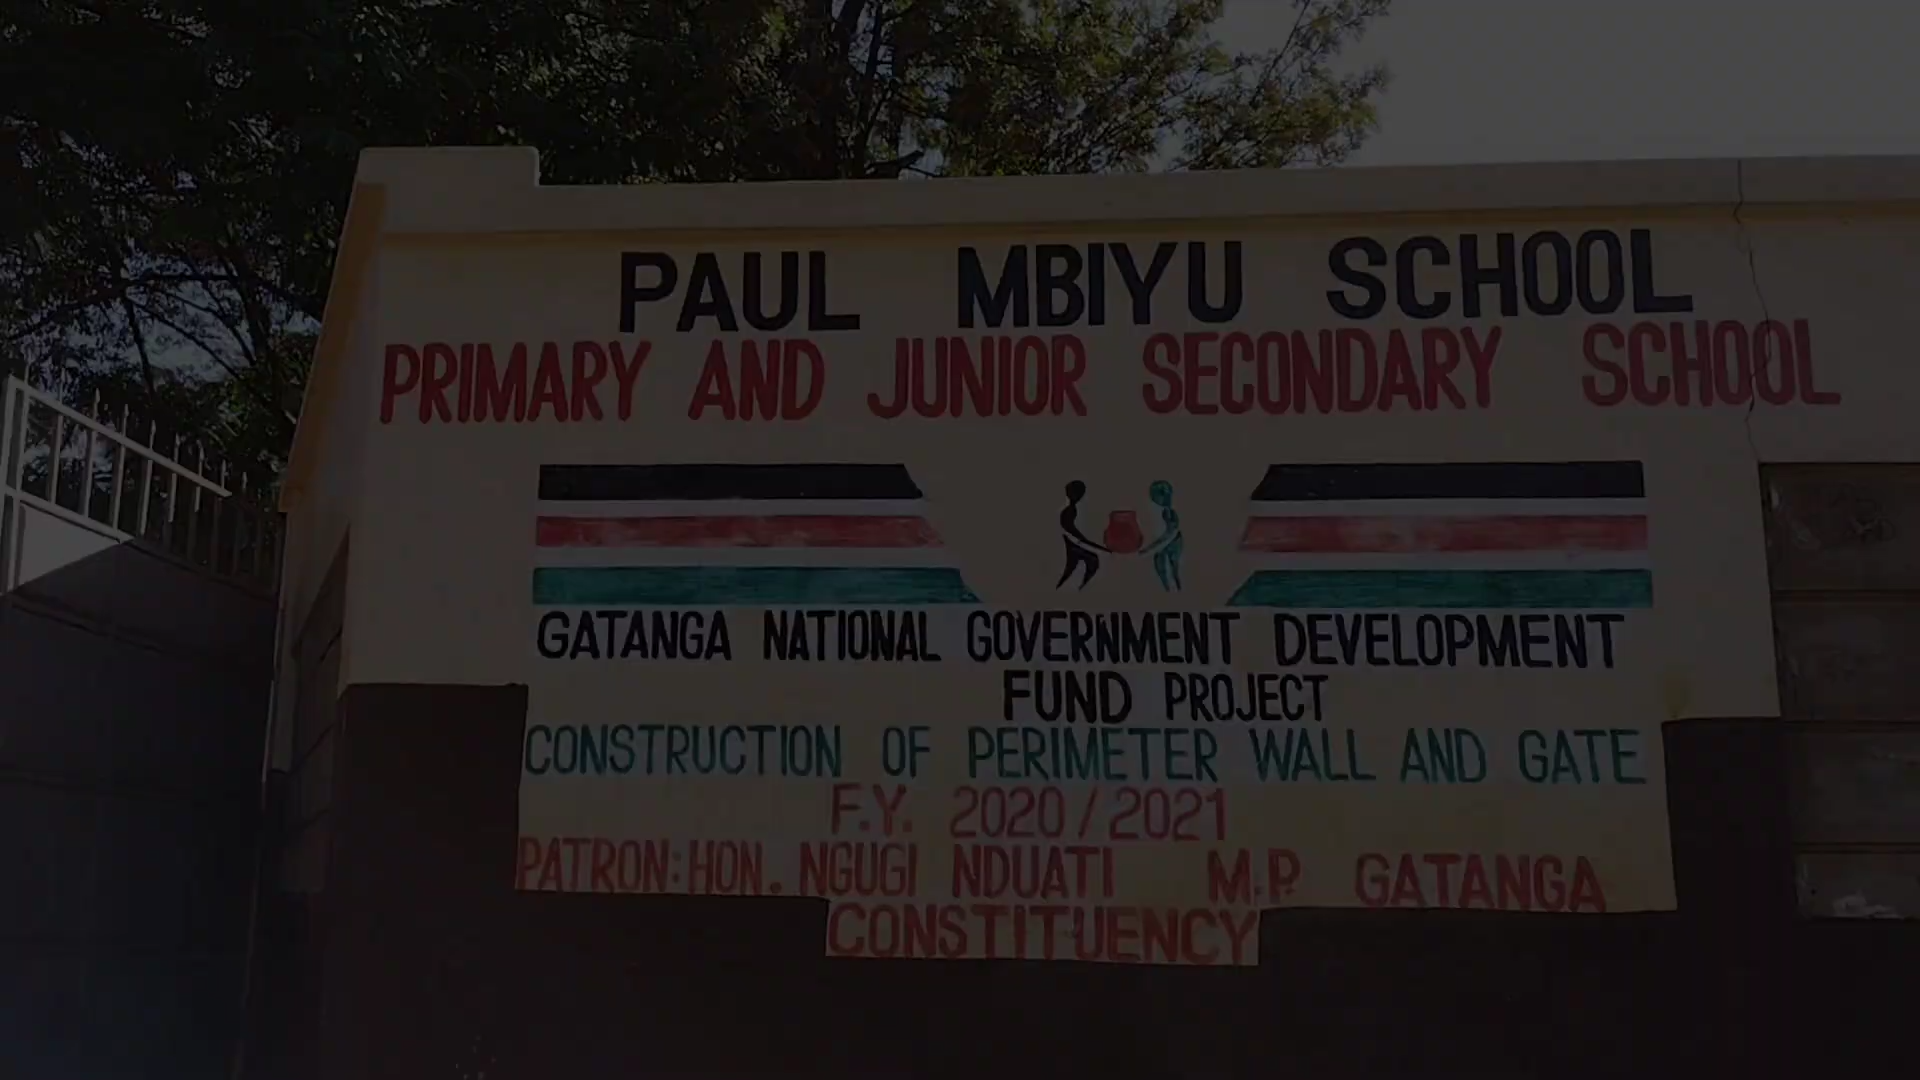 PAUL MBIYU SCHOOL
PRIMARY AND JUNIOR SECONDARY SCHOOL
GATANGA NATIONAL GOVERNMENT DEVELOPMENT
FUND PROJECT
CONSTRUCTION OF PERIMETER WALL AND GATE
F.Y. 2020/2021
PATRON: HON. NGUGI NDUATI M.P. GATANGA
CONSTITUENCY